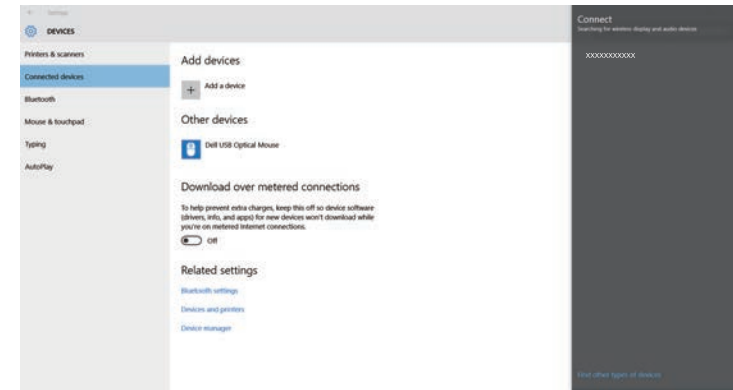 Settings
DEVICES
Printers & scanners
Connected devices
Bluetooth
Mouse & touchpad
Typing
AutoPlay
Add devices
Add a device
Other devices
Dell USB Optical Mouse
Download over metered connections
To help prevent extra charges, keep this off so device software
(drivers, info, and apps) for new devices won't download while
you're on metered Internet connections.
Off
Related settings
Bluetooth settings
Devices and printers
Device manager
Connect
Searching for wireless display and audio devices
xxxxxxxxxxx
Find other types of devices